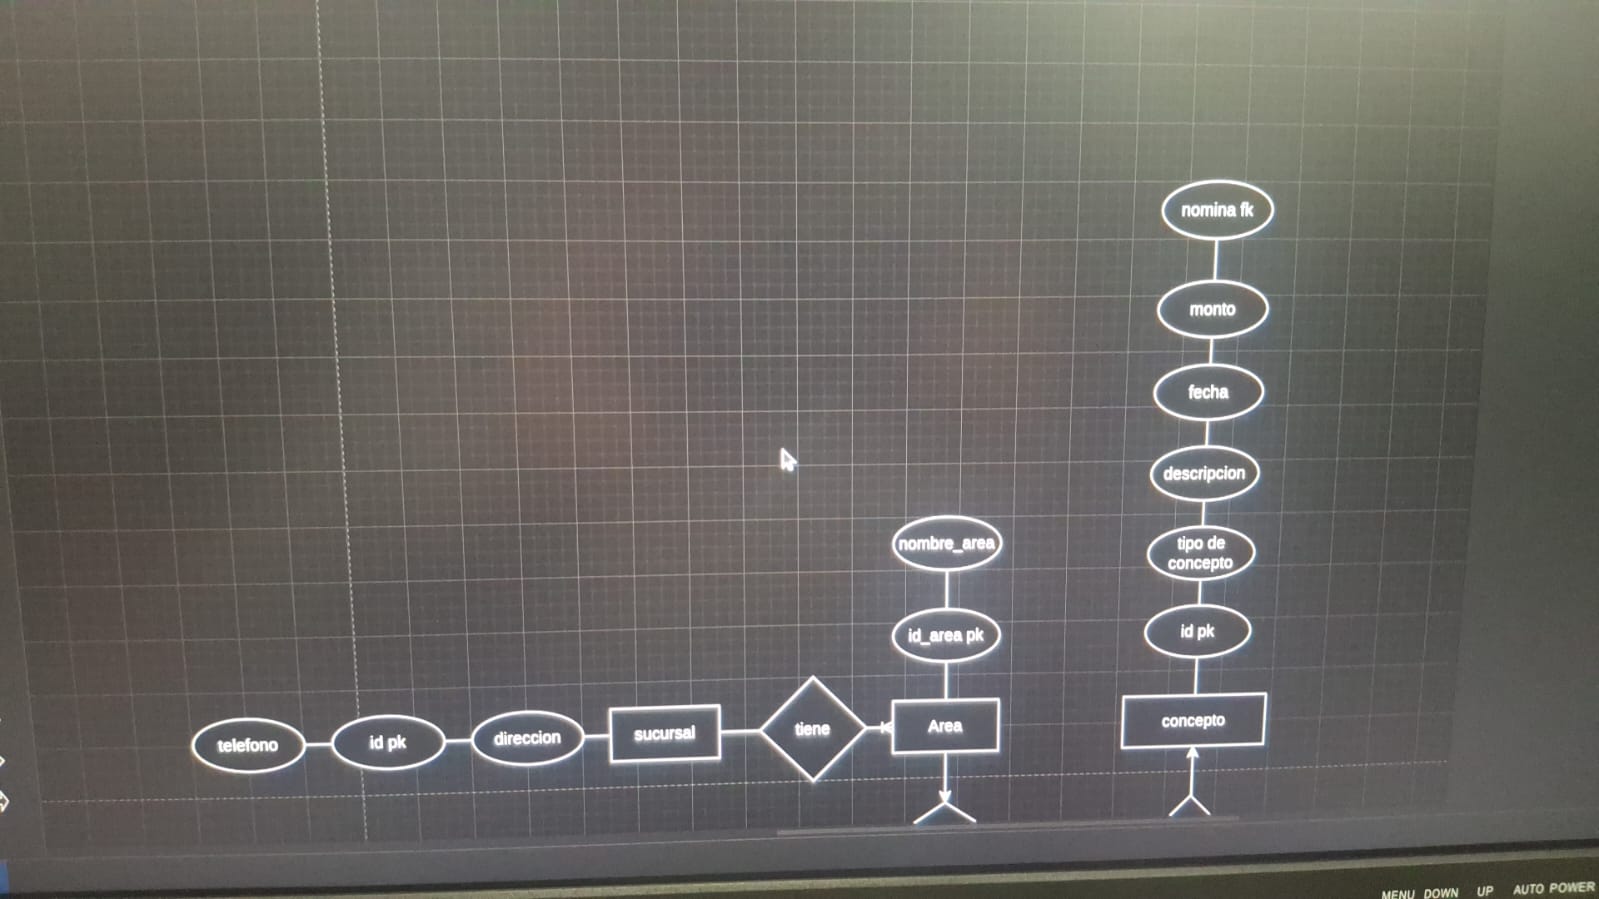 nomina fk
monto
fecha
descripcion
tipo de
concepto
id pk
concepto
nombre_area
id_area pk
telefono
id pk
direccion
sucursal
tiene
Area
MENU DOWN UP AUTO POWER